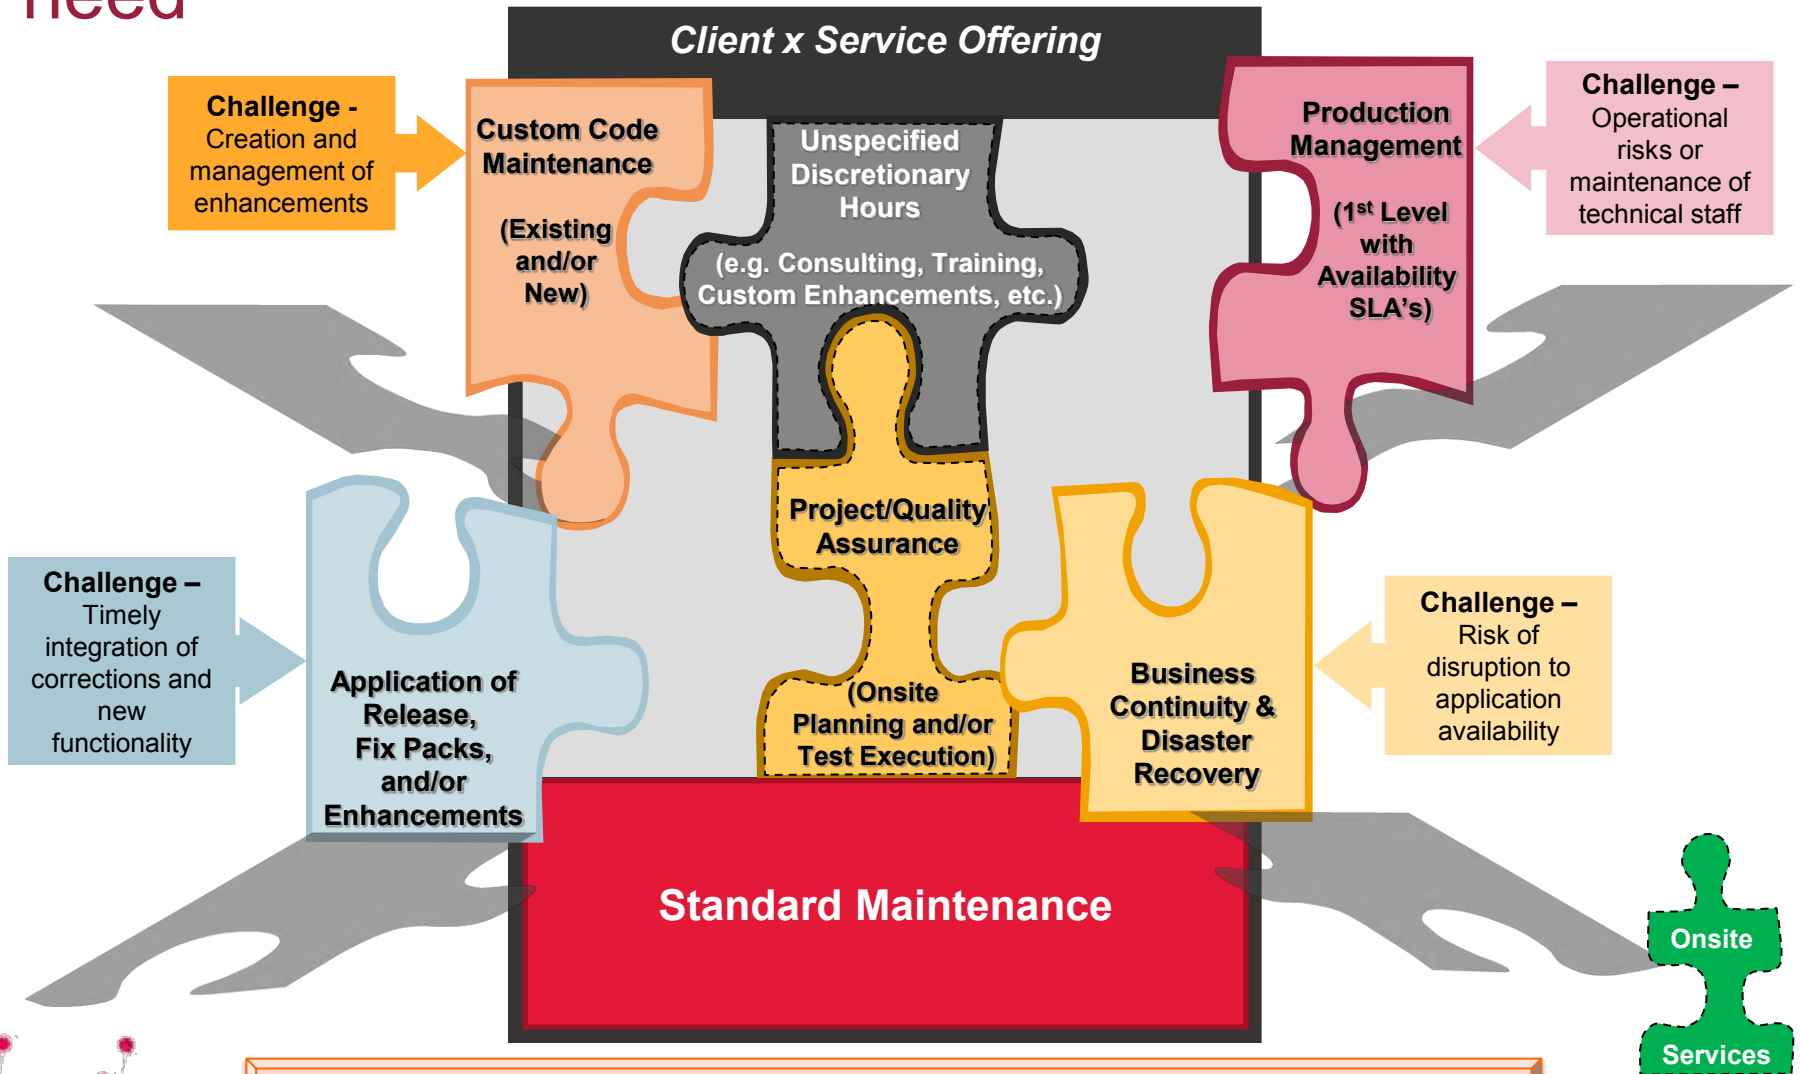 need
Client x Service Offering
Challenge -
Creation and
management of
enhancements
Custom Code
Maintenance
(Existing
and/or
New)
Unspecified
Discretionary
Hours
(e.g. Consulting, Training,
Custom Enhancements, etc.)
Production
Management
(1st Level
with
Availability
SLA's)
Challenge –
Operational
risks or
maintenance of
technical staff
Challenge –
Timely
integration of
corrections and
new
functionality
Application of
Release,
Fix Packs,
and/or
Enhancements
Project/Quality
Assurance
(Onsite
Planning and/or
Test Execution)
Business
Continuity &
Disaster
Recovery
Challenge –
Risk of
disruption to
application
availability
Standard Maintenance
Onsite
Services